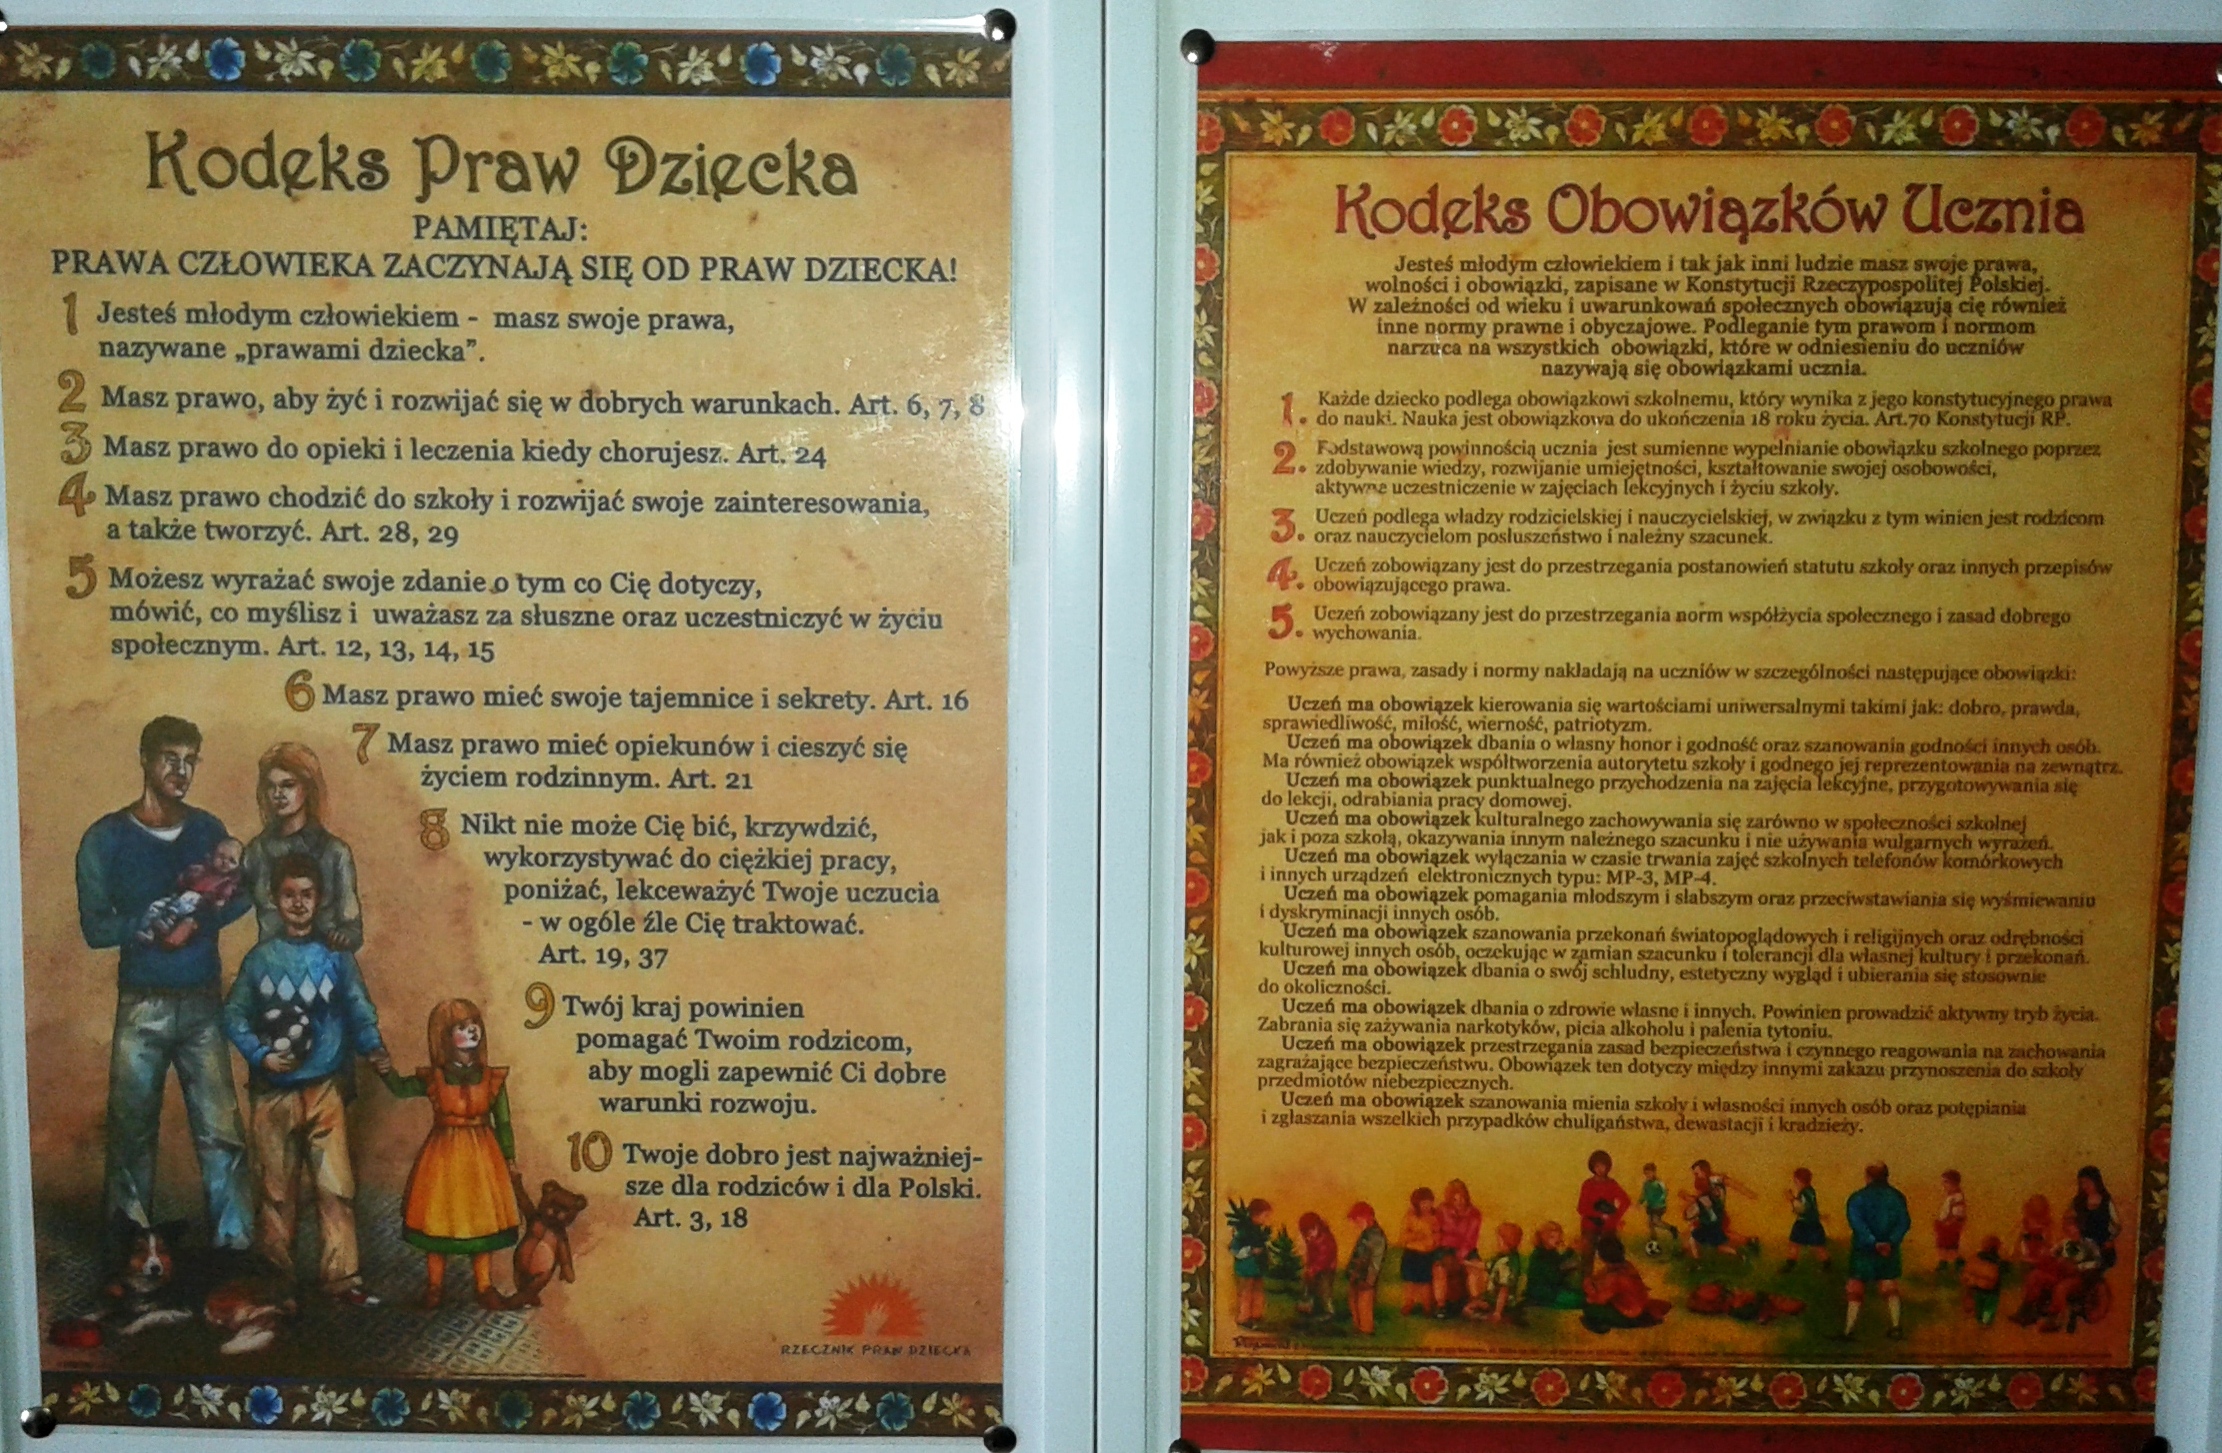 Kodeks Praw Dziecka
PAMIĘTAJ:
PRAWA CZŁOWIEKA ZACZYNAJĄ SIĘ OD PRAW DZIECKA!
1 Jesteś młodym człowiekiem - masz swoje prawa,
nazywane „prawami dziecka”.
2 Masz prawo, aby żyć i rozwijać się w dobrych warunkach. Art. 6, 7, 8
3 Masz prawo do opieki i leczenia kiedy chorujesz. Art. 24
4 Masz prawo chodzić do szkoły i rozwijać swoje zainteresowania,
a także tworzyć. Art. 28, 29
5 Możesz wyrażać swoje zdanie o tym co Cię dotyczy,
mówić, co myślisz i uważasz za słuszne oraz uczestniczyć w życiu
społecznym. Art. 12, 13, 14, 15
6 Masz prawo mieć swoje tajemnice i sekrety. Art. 16
7 Masz prawo mieć opiekunów i cieszyć się
życiem rodzinnym. Art. 21
8 Nikt nie może Cię bić, krzywdzić,
wykorzystywać do ciężkiej pracy,
poniżać, lekceważyć Twoje uczucia
- w ogóle źle Cię traktować.
Art. 19, 37
9 Twój kraj powinien
pomagać Twoim rodzicom,
aby mogli zapewnić Ci dobre
warunki rozwoju.
10 Twoje dobro jest najważniej-
sze dla rodziców i dla Polski.
Art. 3, 18
RZECZNIK PRAW DZIECKA
Kodeks Obowiązków Ucznia
Jesteś młodym człowiekiem i tak jak inni ludzie masz swoje prawa,
wolności i obowiązki, zapisane w Konstytucji Rzeczypospolitej Polskiej.
W zależności od wieku i uwarunkowań społecznych obowiązują cię również
inne normy prawne i obyczajowe. Podleganie tym prawom i normom
narzuca na wszystkich obowiązki, które w odniesieniu do uczniów
nazywają się obowiązkami ucznia.
1. Każde dziecko podlega obowiązkowi szkolnemu, który wynika z jego konstytucyjnego prawa
do nauki. Nauka jest obowiązkowa do ukończenia 18 roku życia. Art.70 Konstytucji RP.
2. Podstawową powinnością ucznia jest sumienne wypełnianie obowiązku szkolnego poprzez
zdobywanie wiedzy, rozwijanie umiejętności, kształtowanie swojej osobowości,
aktywne uczestniczenie w zajęciach lekcyjnych i życiu szkoły.
3. Uczeń podlega władzy rodzicielskiej i nauczycielskiej, w związku z tym winien jest rodzicom
oraz nauczycielom posłuszeństwo i należny szacunek.
4. Uczeń zobowiązany jest do przestrzegania postanowień statutu szkoły oraz innych przepisów
obowiązującego prawa.
5. Uczeń zobowiązany jest do przestrzegania norm współżycia społecznego i zasad dobrego
wychowania.
Powyższe prawa, zasady i normy nakładają na uczniów w szczególności następujące obowiązki:
Uczeń ma obowiązek kierowania się wartościami uniwersalnymi takimi jak: dobro, prawda,
sprawiedliwość, miłość, wierność, patriotyzm.
Uczeń ma obowiązek dbania o własny honor i godność oraz szanowania godności innych osób.
Ma również obowiązek współtworzenia autorytetu szkoły i godnego jej reprezentowania na zewnątrz.
Uczeń ma obowiązek punktualnego przychodzenia na zajęcia lekcyjne, przygotowywania się
do lekcji, odrabiania pracy domowej.
Uczeń ma obowiązek kulturalnego zachowywania się zarówno w społeczności szkolnej
jak i poza szkołą, okazywania innym należnego szacunku i nie używania wulgarnych wyrażeń.
Uczeń ma obowiązek wyłączania w czasie trwania zajęć szkolnych telefonów komórkowych
i innych urządzeń elektronicznych typu: MP-3, MP-4.
Uczeń ma obowiązek pomagania młodszym i słabszym oraz przeciwstawiania się wyśmiewaniu
i dyskryminacji innych osób.
Uczeń ma obowiązek szanowania przekonań światopoglądowych i religijnych oraz odrębności
kulturowej innych osób, oczekując w zamian szacunku i tolerancji dla własnej kultury i przekonań.
Uczeń ma obowiązek dbania o swój schludny, estetyczny wygląd i ubierania się stosownie
do okoliczności.
Uczeń ma obowiązek dbania o zdrowie własne i innych. Powinien prowadzić aktywny tryb życia.
Zabrania się zażywania narkotyków, picia alkoholu i palenia tytoniu.
Uczeń ma obowiązek przestrzegania zasad bezpieczeństwa i czynnego reagowania na zachowania
zagrażające bezpieczeństwu. Obowiązek ten dotyczy między innymi zakazu przynoszenia do szkoły
przedmiotów niebezpiecznych.
Uczeń ma obowiązek szanowania mienia szkoły i własności innych osób oraz potępiania
i zgłaszania wszelkich przypadków chuligaństwa, dewastacji i kradzieży.